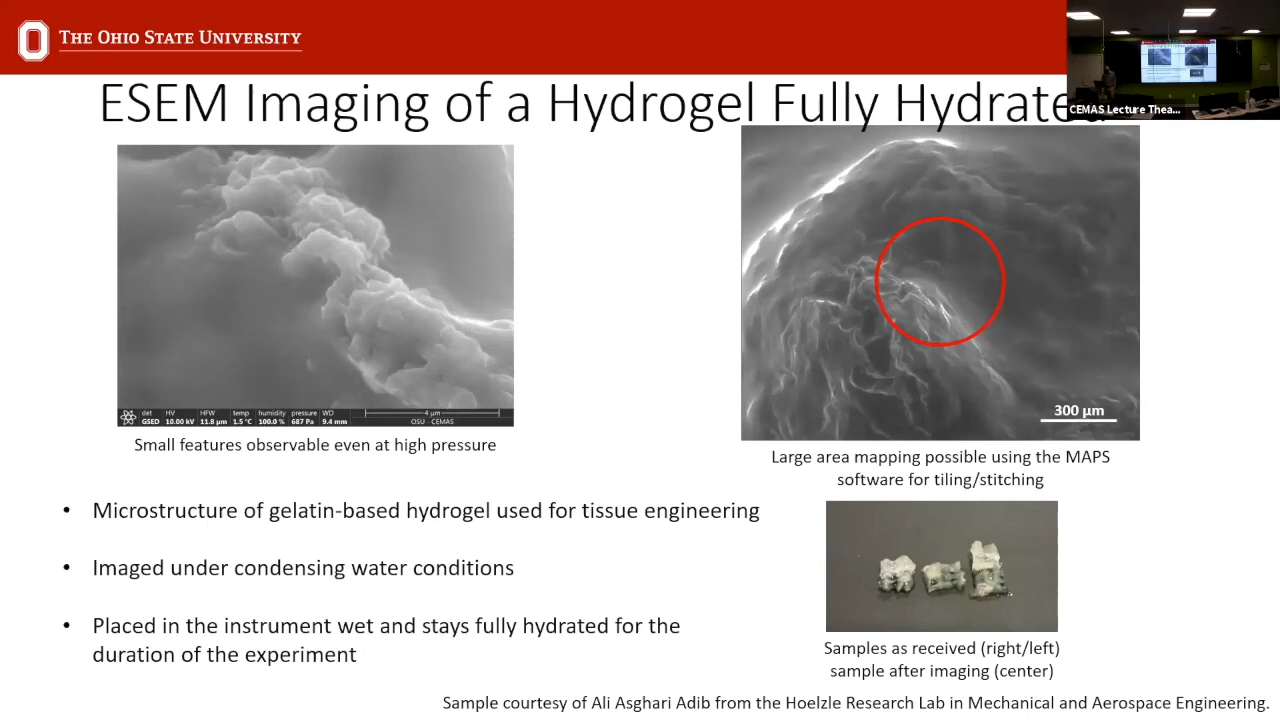 THE OHIO STATE UNIVERSITY
ESEM Imaging of a Hydrogel Fully Hydrated
CEMAS Lecture Thea...
det HV HFW temp humidity pressure WD 4 µm
GSED 10.00 kV 11.8 µm 1.5 °C 100.0 % 687 Pa 9.4 mm OSU - CEMAS
Small features observable even at high pressure
300 µm
Large area mapping possible using the MAPS
software for tiling/stitching
• Microstructure of gelatin-based hydrogel used for tissue engineering
• Imaged under condensing water conditions
• Placed in the instrument wet and stays fully hydrated for the
duration of the experiment
Samples as received (right/left)
sample after imaging (center)
Sample courtesy of Ali Asghari Adib from the Hoelzle Research Lab in Mechanical and Aerospace Engineering.